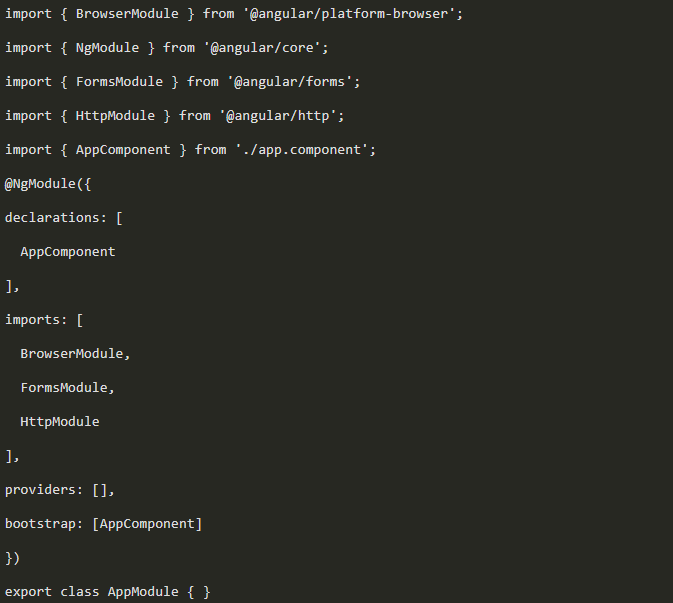 import { BrowserModule } from '@angular/platform-browser';
import { NgModule } from '@angular/core';
import { FormsModule } from '@angular/forms';
import { HttpModule } from '@angular/http';
import { AppComponent } from './app.component';
@NgModule({
declarations: [
  AppComponent
],
imports: [
  BrowserModule,
  FormsModule,
  HttpModule
],
providers: [],
bootstrap: [AppComponent]
})
export class AppModule { }